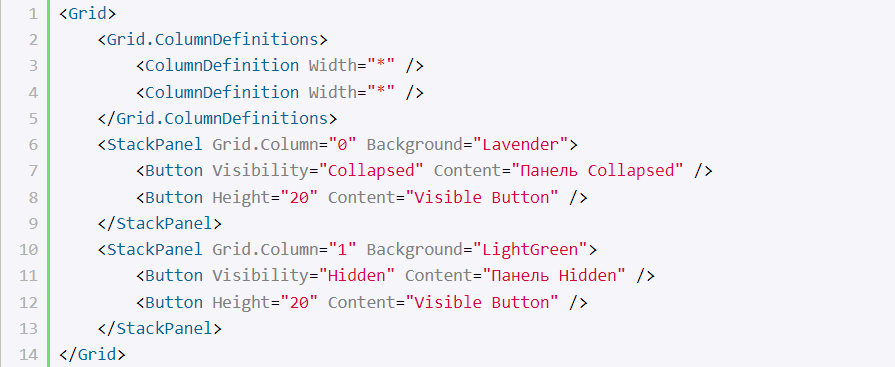 1 <Grid>
2     <Grid.ColumnDefinitions>
3         <ColumnDefinition Width="*" />
4         <ColumnDefinition Width="*" />
5     </Grid.ColumnDefinitions>
6     <StackPanel Grid.Column="0" Background="Lavender">
7         <Button Visibility="Collapsed" Content="Панель Collapsed" />
8         <Button Height="20" Content="Visible Button" />
9     </StackPanel>
10     <StackPanel Grid.Column="1" Background="LightGreen">
11         <Button Visibility="Hidden" Content="Панель Hidden" />
12         <Button Height="20" Content="Visible Button" />
13     </StackPanel>
14 </Grid>